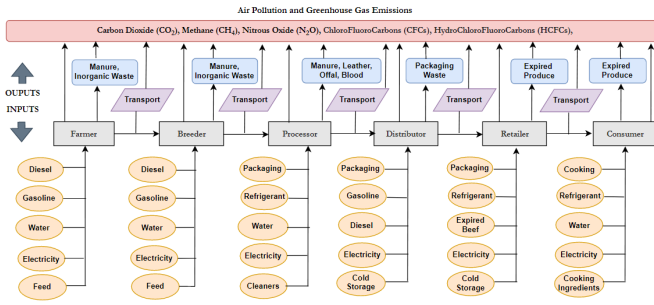 Air Pollution and Greenhouse Gas Emissions
Carbon Dioxide (CO2), Methane (CH4), Nitrous Oxide (N2O), ChloroFluoroCarbons (CFCs), HydroChloroFluoroCarbons (HCFCs),
Manure,
Inorganic Waste
Manure,
Inorganic Waste
Manure, Leather,
Offal, Blood
Packaging
Waste
Expired
Produce
Expired
Produce
OUPUTS
INPUTS
Transport
Transport
Transport
Transport
Transport
Farmer
Breeder
Processor
Distributor
Retailer
Consumer
Diesel
Gasoline
Water
Electricity
Feed
Diesel
Gasoline
Water
Electricity
Feed
Packaging
Refrigerant
Water
Electricity
Cleaners
Packaging
Gasoline
Diesel
Electricity
Cold
Storage
Packaging
Refrigerant
Expired
Beef
Electricity
Cold
Storage
Cooking
Refrigerant
Water
Electricity
Cooking
Ingredients